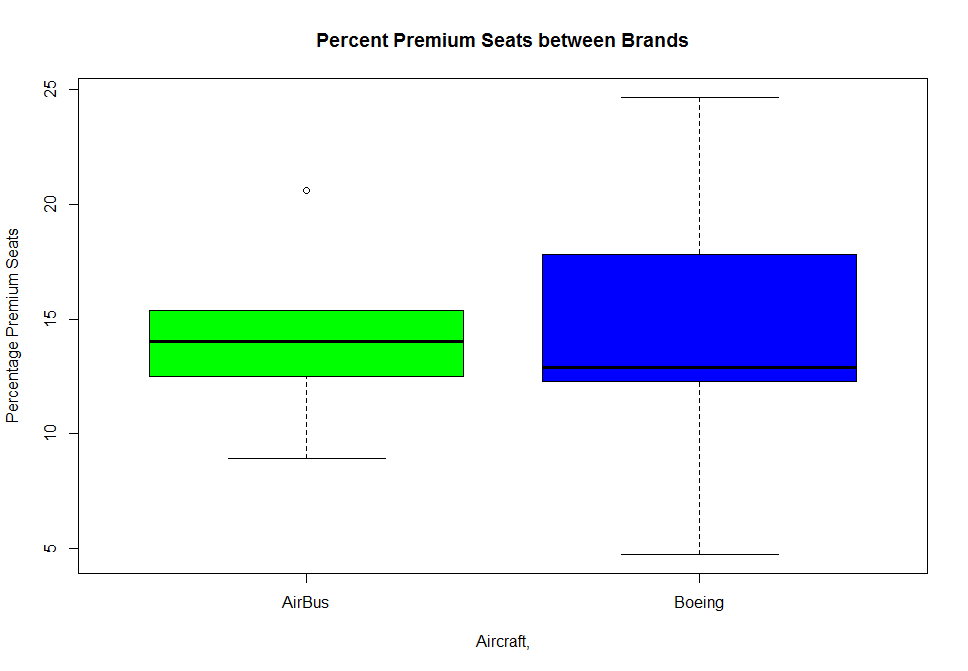 Percent Premium Seats between Brands
Percentage Premium Seats
25
20
15
10
5
AirBus
Boeing
Aircraft,